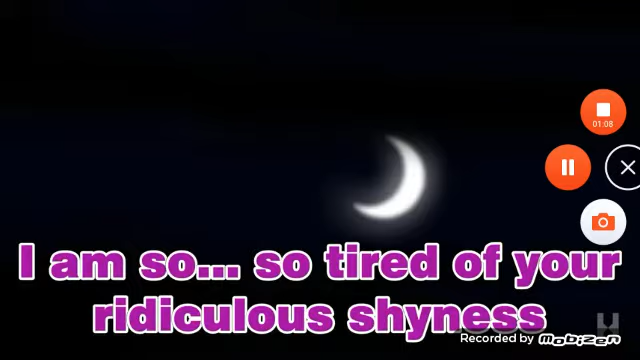 01:08
I am so... so tired of your
ridiculous shyness
Recorded by mobizen